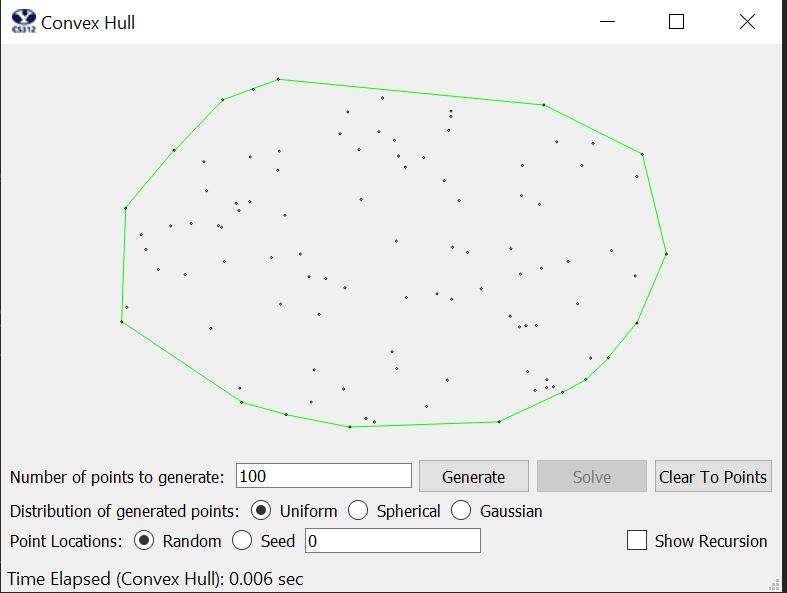 CS312 Convex Hull
Number of points to generate: 100 Generate Solve Clear To Points
Distribution of generated points: Uniform Spherical Gaussian
Point Locations: Random Seed 0 Show Recursion
Time Elapsed (Convex Hull): 0.006 sec